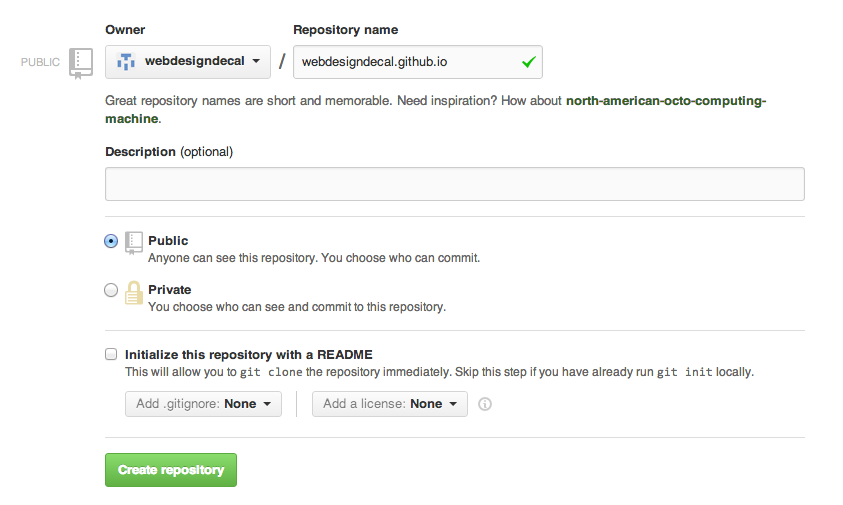 Owner Repository name
PUBLIC webdesigndecal / webdesigndecal.github.io
Great repository names are short and memorable. Need inspiration? How about north-american-octo-computing-
machine.
Description (optional)
Public
Anyone can see this repository. You choose who can commit.
Private
You choose who can see and commit to this repository.
Initialize this repository with a README
This will allow you to git clone the repository immediately. Skip this step if you have already run git init locally.
Add .gitignore: None Add a license: None
Create repository